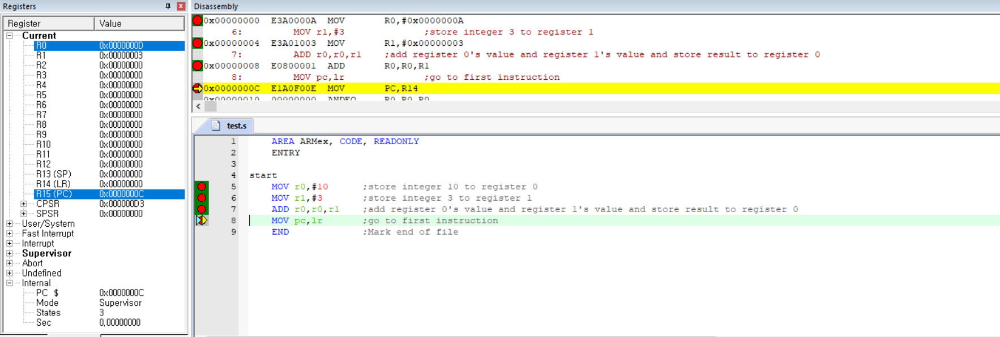 Registers
Register Value
Current
R0 0x0000000D
R1 0x00000003
R2 0x00000000
R3 0x00000000
R4 0x00000000
R5 0x00000000
R6 0x00000000
R7 0x00000000
R8 0x00000000
R9 0x00000000
R10 0x00000000
R11 0x00000000
R12 0x00000000
R13 (SP) 0x00000000
R14 (LR) 0x00000000
R15 (PC) 0x0000000C
CPSR 0x000000D3
SPSR 0x00000000
User/System
Fast Interrupt
Interrupt
Supervisor
Abort
Undefined
Internal
PC $ 0x0000000C
Mode Supervisor
States 3
Sec 0,00000000
Disassembly
0x00000000 E3A0000A MOV R0,#0x0000000A
6: MOV r1,#3 ;store integer 3 to register 1
0x00000004 E3A01003 MOV R1,#0x00000003
7: ADD r0,r0,r1 ;add register 0's value and register 1's value and store result to register 0
0x00000008 E0800001 ADD R0,R0,R1
8: MOV pc,lr ;go to first instruction
0x0000000C E1A0F00E MOV PC,R14
0x00000010 00000000 ANDEQ R0,R0,R0
test.s
1 AREA ARMex, CODE, READONLY
2 ENTRY
3
4 start
5 MOV r0,#10 ;store integer 10 to register 0
6 MOV r1,#3 ;store integer 3 to register 1
7 ADD r0,r0,r1 ;add register 0's value and register 1's value and store result to register 0
8 MOV pc,lr ;go to first instruction
9 END ;Mark end of file